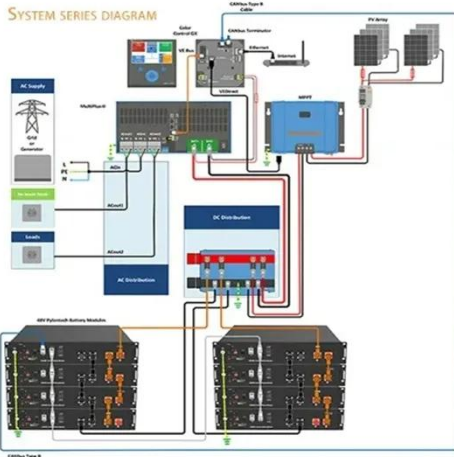 SYSTEM SERIES DIAGRAM
CANbus Type B
Cable
Color
Control GX
CANbus Terminator
PV Array
VE.Bus
Ethernet
Internet
AC Supply
VE.Direct
MultiPlus-II
MPPT
Grid
or
Generator
L
PE
N
ACin
ACout1
Loads
DC Distribution
ACout2
AC Distribution
48V Pylontech Battery Modules
CANbus Type B